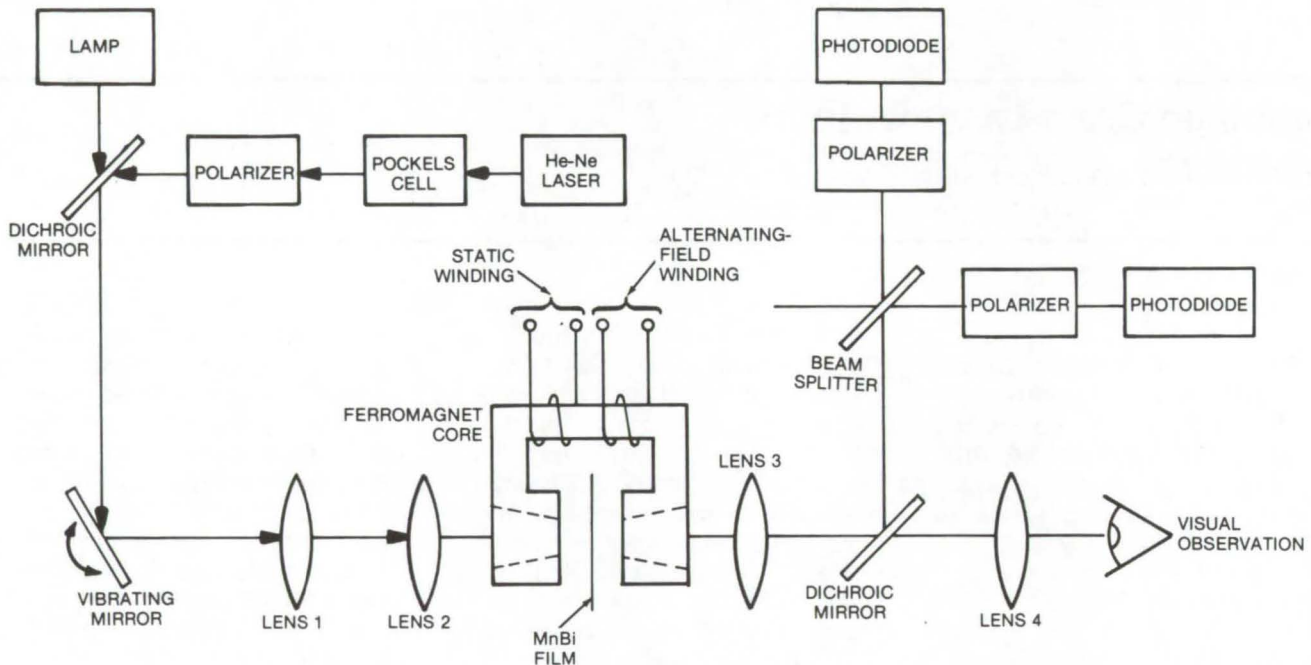 LAMP
PHOTODIODE
POLARIZER
POCKELS
CELL
He-Ne
LASER
POLARIZER
DICHROIC
MIRROR
STATIC
WINDING
ALTERNATING-
FIELD
WINDING
POLARIZER
PHOTODIODE
BEAM
SPLITTER
FERROMAGNET
CORE
LENS 3
VISUAL
OBSERVATION
VIBRATING
MIRROR
LENS 1
LENS 2
DICHROIC
MIRROR
LENS 4
MnBi
FILM